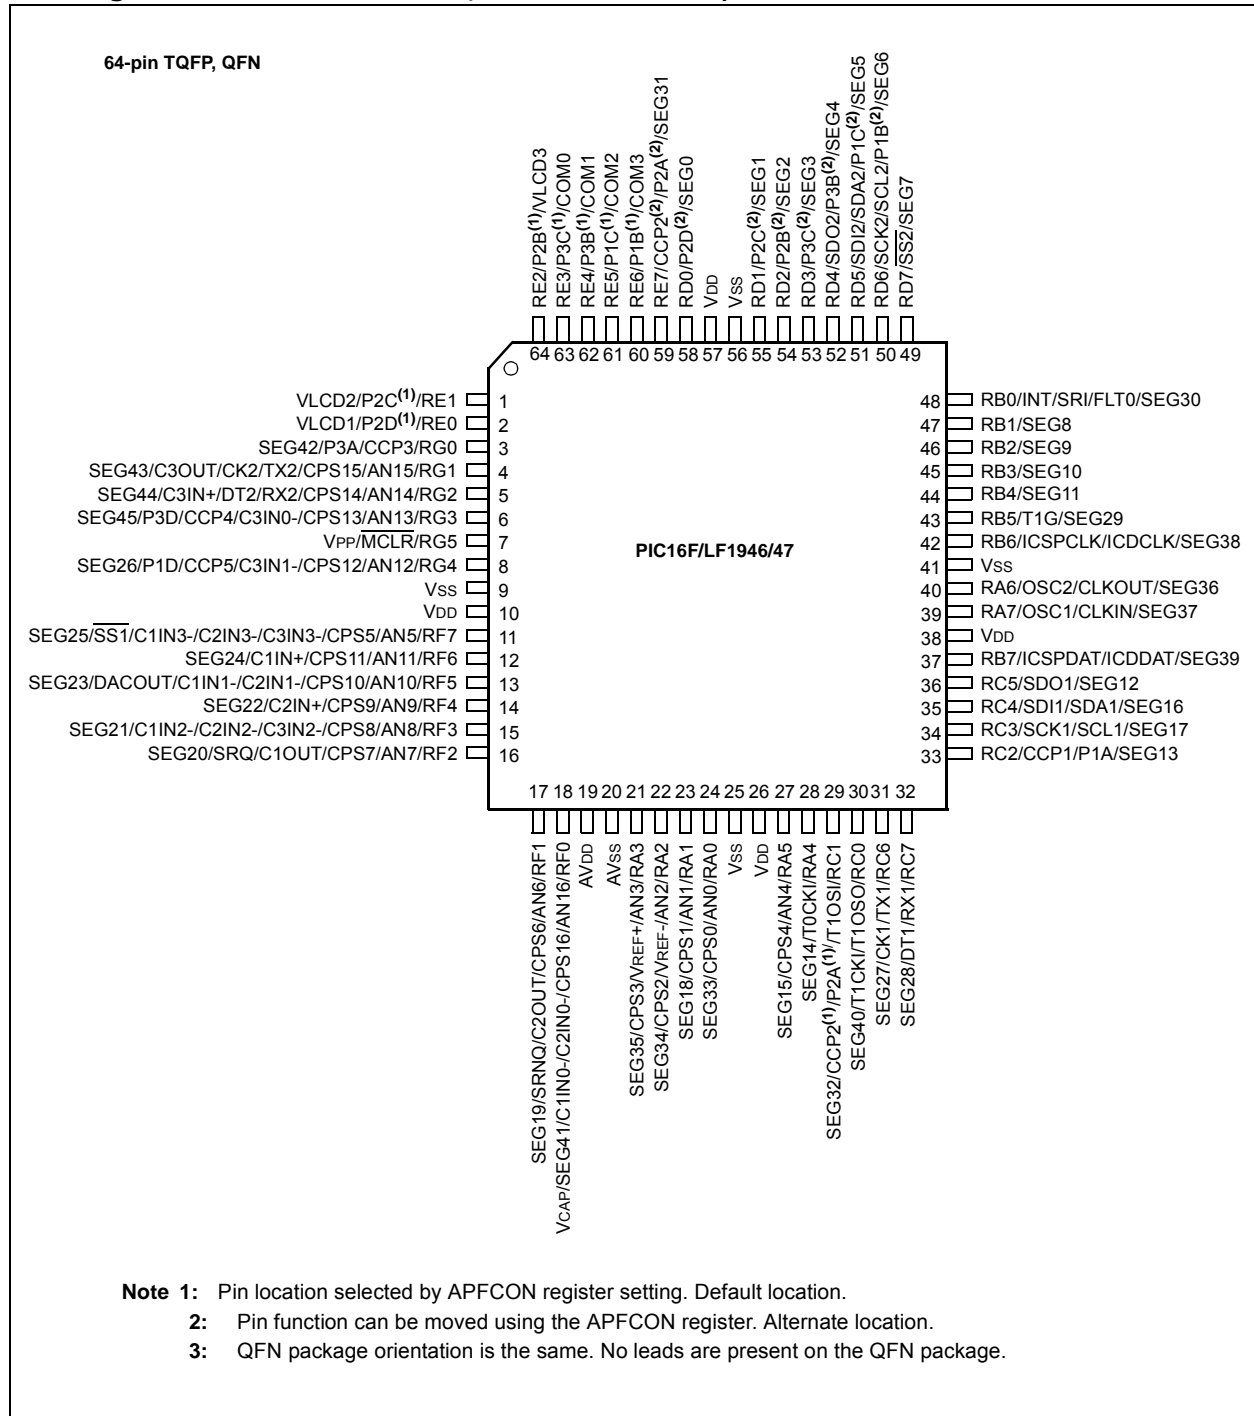 64-pin TQFP, QFN
RE2/P2B(1)/VLCD3
RE3/P3C(1)/COM0
RE4/P3B(1)/COM1
RE5/P1C(1)/COM2
RE6/P1B(1)/COM3
RE7/CCP2(2)/P2A(2)/SEG31
RD0/P2D(2)/SEG0
VDD
VSS
RD1/P2C(2)/SEG1
RD2/P2B(2)/SEG2
RD3/P3C(2)/SEG3
RD4/SDO2/P3B(2)/SEG4
RD5/SDI2/SDA2/P1C(2)/SEG5
RD6/SCK2/SCL2/P1B(2)/SEG6
RD7/SS2/SEG7
64 63 62 61 60 59 58 57 56 55 54 53 52 51 50 49
VLCD2/P2C(1)/RE1 1
VLCD1/P2D(1)/RE0 2
SEG42/P3A/CCP3/RG0 3
SEG43/C3OUT/CK2/TX2/CPS15/AN15/RG1 4
SEG44/C3IN+/DT2/RX2/CPS14/AN14/RG2 5
SEG45/P3D/CCP4/C3IN0-/CPS13/AN13/RG3 6
VPP/MCLR/RG5 7
SEG26/P1D/CCP5/C3IN1-/CPS12/AN12/RG4 8
VSS 9
VDD 10
SEG25/SS1/C1IN3-/C2IN3-/C3IN3-/CPS5/AN5/RF7 11
SEG24/C1IN+/CPS11/AN11/RF6 12
SEG23/DACOUT/C1IN1-/C2IN1-/CPS10/AN10/RF5 13
SEG22/C2IN+/CPS9/AN9/RF4 14
SEG21/C1IN2-/C2IN2-/C3IN2-/CPS8/AN8/RF3 15
SEG20/SRQ/C1OUT/CPS7/AN7/RF2 16
PIC16F/LF1946/47
48 RB0/INT/SRI/FLT0/SEG30
47 RB1/SEG8
46 RB2/SEG9
45 RB3/SEG10
44 RB4/SEG11
43 RB5/T1G/SEG29
42 RB6/ICSPCLK/ICDCLK/SEG38
41 VSS
40 RA6/OSC2/CLKOUT/SEG36
39 RA7/OSC1/CLKIN/SEG37
38 VDD
37 RB7/ICSPDAT/ICDDAT/SEG39
36 RC5/SDO1/SEG12
35 RC4/SDI1/SDA1/SEG16
34 RC3/SCK1/SCL1/SEG17
33 RC2/CCP1/P1A/SEG13
17 18 19 20 21 22 23 24 25 26 27 28 29 30 31 32
SEG19/SRNQ/C2OUT/CPS6/AN6/RF1
VCAP/SEG41/C1IN0-/C2IN0-/CPS16/AN16/RF0
AVDD
AVSS
SEG35/CPS3/VREF+/AN3/RA3
SEG34/CPS2/VREF-/AN2/RA2
SEG18/CPS1/AN1/RA1
SEG33/CPS0/AN0/RA0
VSS
VDD
SEG15/CPS4/AN4/RA5
SEG14/T0CKI/RA4
SEG32/CCP2(1)/P2A(1)/T1OSI/RC1
SEG40/T1CKI/T1OSO/RC0
SEG27/CK1/TX1/RC6
SEG28/DT1/RX1/RC7
Note 1: Pin location selected by APFCON register setting. Default location.
2: Pin function can be moved using the APFCON register. Alternate location.
3: QFN package orientation is the same. No leads are present on the QFN package.